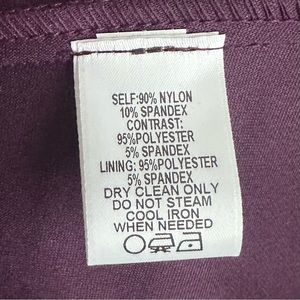 SELF:90% NYLON
10% SPANDEX
CONTRAST:
95%POLYESTER
5% SPANDEX
LINING: 95%POLYESTER
5% SPANDEX
DRY CLEAN ONLY
DO NOT STEAM
COOL IRON
WHEN NEEDED